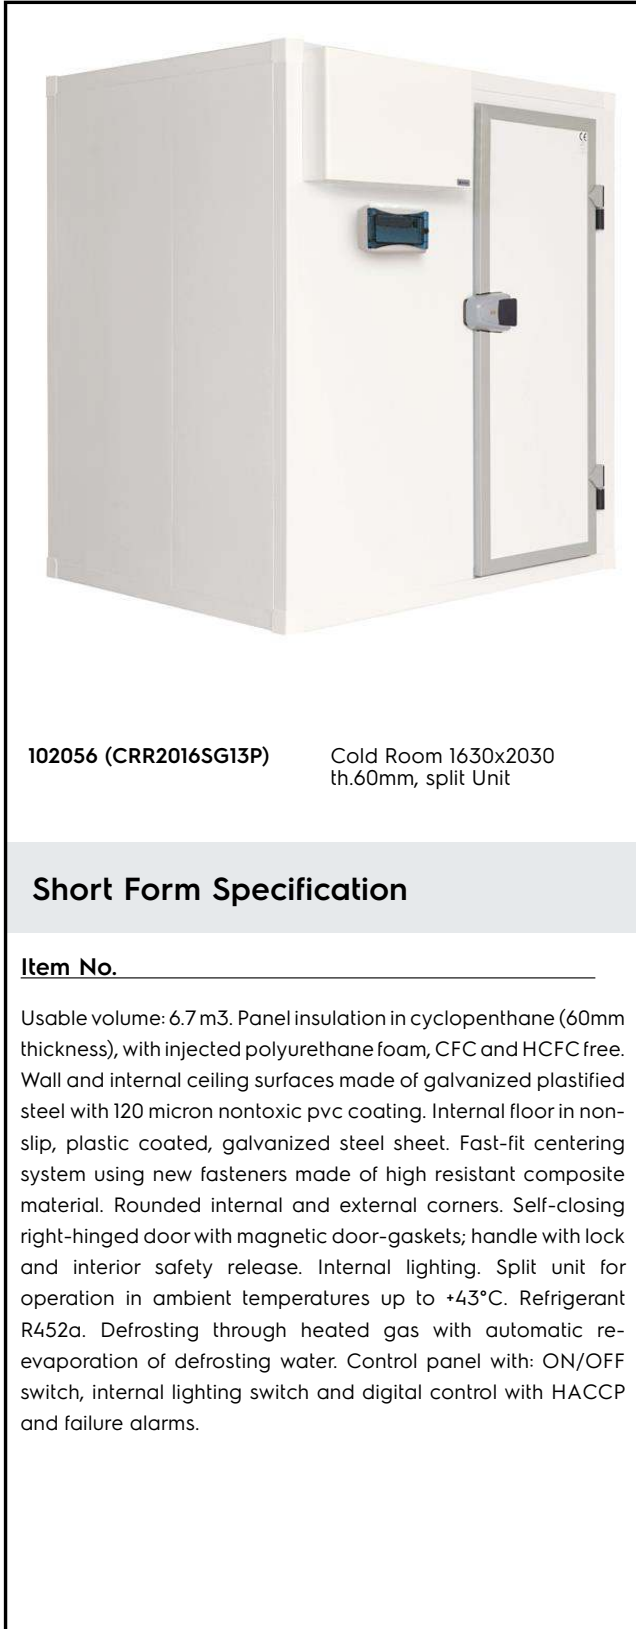 102056 (CRR2016SG13P)
Cold Room 1630x2030
th.60mm, split Unit
Short Form Specification
Item No.
Usable volume: 6.7 m3. Panel insulation in cyclopenthane (60mm
thickness), with injected polyurethane foam, CFC and HCFC free.
Wall and internal ceiling surfaces made of galvanized plastified
steel with 120 micron nontoxic pvc coating. Internal floor in non-
slip, plastic coated, galvanized steel sheet. Fast-fit centering
system using new fasteners made of high resistant composite
material. Rounded internal and external corners. Self-closing
right-hinged door with magnetic door-gaskets; handle with lock
and interior safety release. Internal lighting. Split unit for
operation in ambient temperatures up to +43°C. Refrigerant
R452a. Defrosting through heated gas with automatic re-
evaporation of defrosting water. Control panel with: ON/OFF
switch, internal lighting switch and digital control with HACCP
and failure alarms.